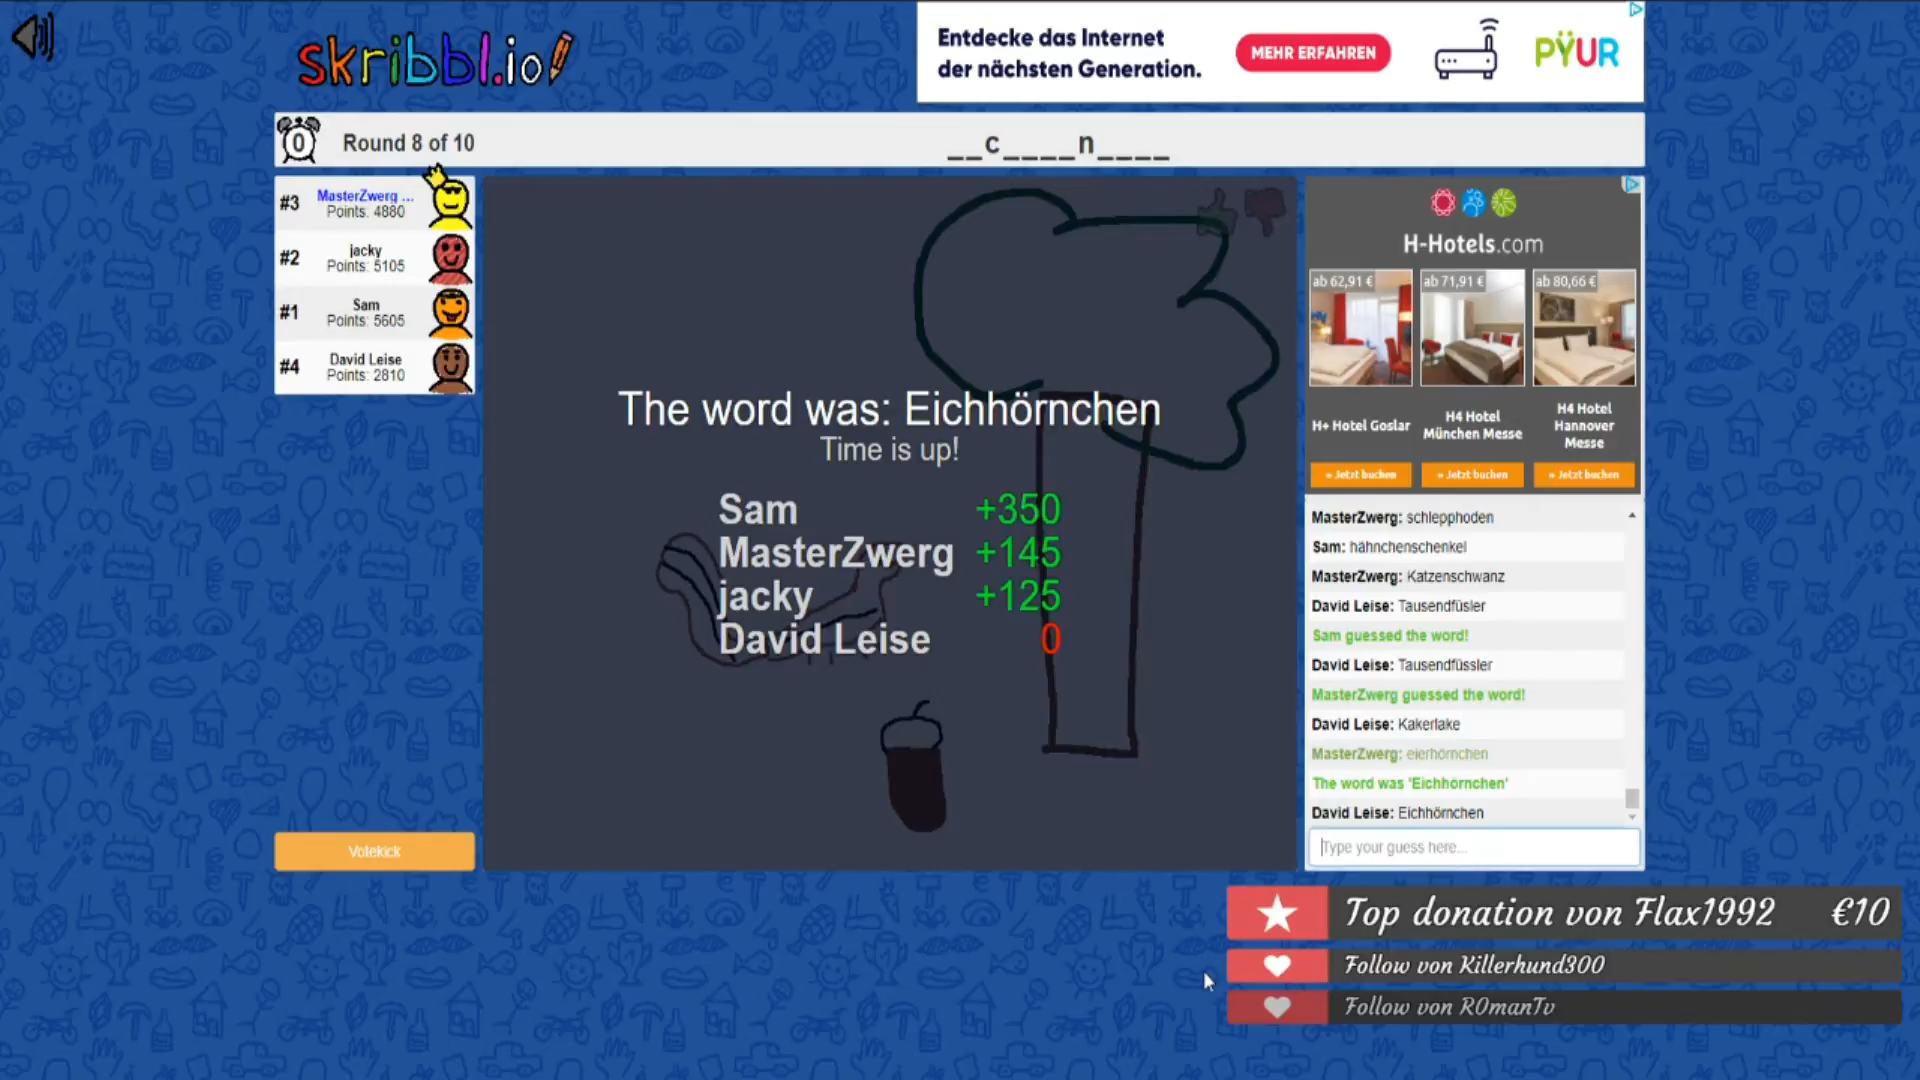 skribbl.io
Entdecke das Internet
der nächsten Generation.
MEHR ERFAHREN
PŸUR
0
Round 8 of 10
__c____n____
#3
MasterZwerg ...
Points: 4880
#2
jacky
Points: 5105
#1
Sam
Points: 5605
#4
David Leise
Points: 2810
The word was: Eichhörnchen
Time is up!
Sam +350
MasterZwerg +145
jacky +125
David Leise 0
Votekick
H-Hotels.com
ab 62,91 € ab 71,91 € ab 80,66 €
H+ Hotel Goslar
H4 Hotel
München Messe
H4 Hotel
Hannover
Messe
» Jetzt buchen » Jetzt buchen » Jetzt buchen
MasterZwerg: schlepphoden
Sam: hähnchenschenkel
MasterZwerg: Katzenschwanz
David Leise: Tausendfüsler
Sam guessed the word!
David Leise: Tausendfüssler
MasterZwerg guessed the word!
David Leise: Kakerlake
MasterZwerg: eierhörnchen
The word was 'Eichhörnchen'
David Leise: Eichhörnchen
Type your guess here...
Top donation von Flax1992 €10
Follow von Killerhund300
Follow von R0manTv